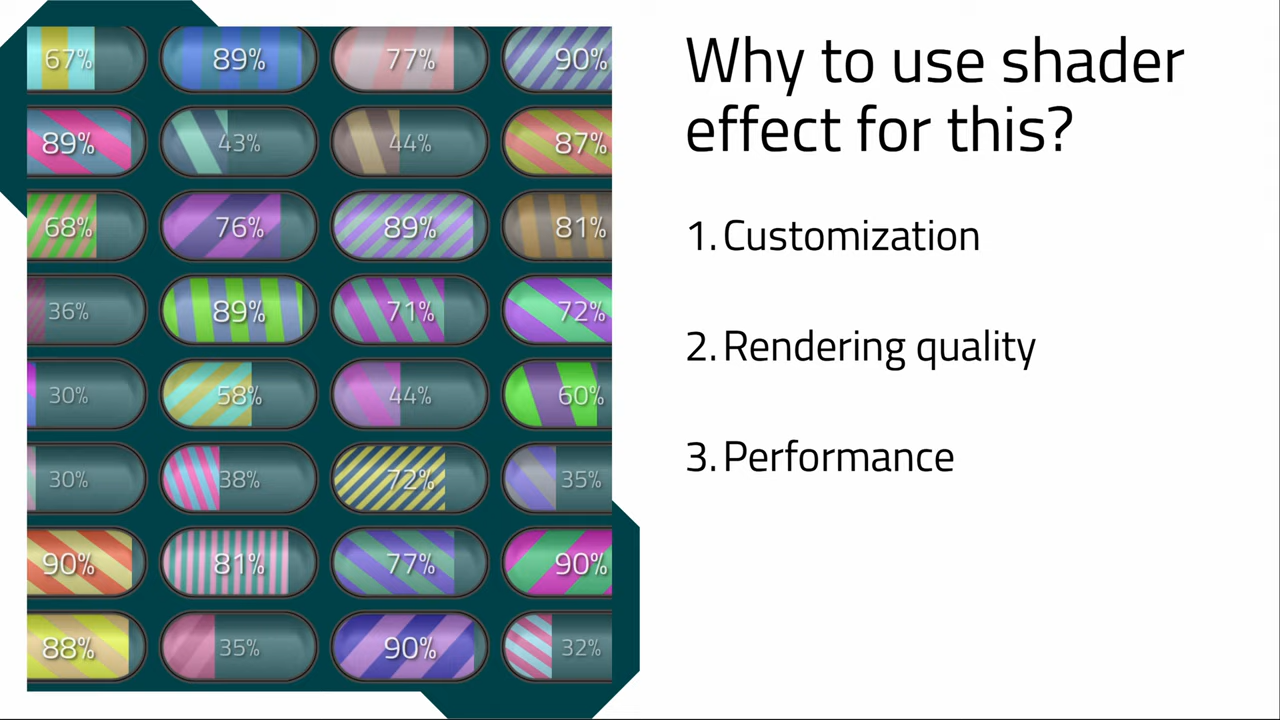 67% 89% 77% 90%
89% 43% 44% 87%
68% 76% 89% 81%
36% 89% 71% 72%
30% 58% 44% 60%
30% 38% 72% 35%
90% 81% 77% 90%
88% 35% 90% 32%
Why to use shader
effect for this?
1. Customization
2. Rendering quality
3. Performance